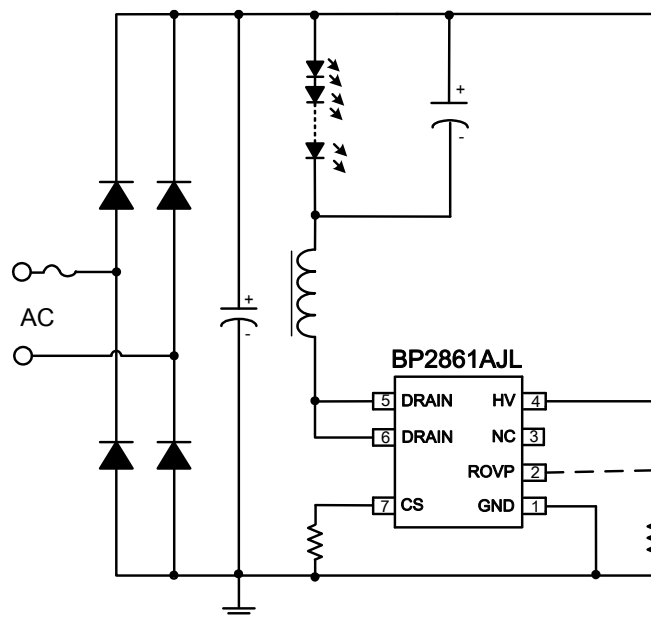 +
-
AC
+
-
BP2861AJL
5 DRAIN HV 4
6 DRAIN NC 3
ROVP 2
7 CS GND 1